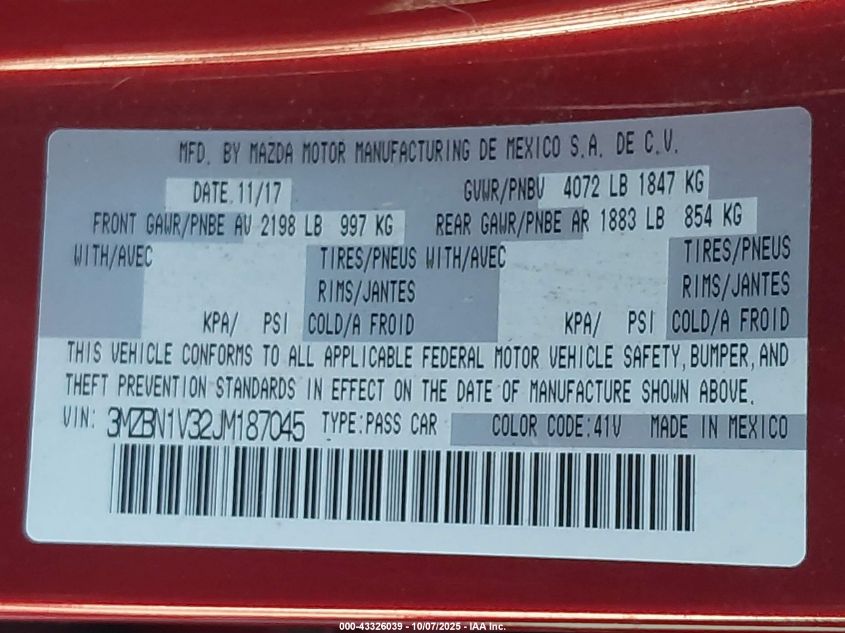 MFD. BY MAZDA MOTOR MANUFACTURING DE MEXICO S.A. DE C.V.
DATE 11/17 GVWR/PNBV 4072 LB 1847 KG
FRONT GAWR/PNBE AV 2198 LB 997 KG REAR GAWR/PNBE AR 1883 LB 854 KG
WITH/AVEC TIRES/PNEUS WITH/AVEC TIRES/PNEUS
RIMS/JANTES RIMS/JANTES
KPA/ PSI COLD/A FROID KPA/ PSI COLD/A FROID
THIS VEHICLE CONFORMS TO ALL APPLICABLE FEDERAL MOTOR VEHICLE SAFETY, BUMPER, AND
THEFT PREVENTION STANDARDS IN EFFECT ON THE DATE OF MANUFACTURE SHOWN ABOVE.
VIN: 3MZBN1V32JM187045 TYPE:PASS CAR COLOR CODE:41V MADE IN MEXICO
000-43326039 - 10/07/2025 - IAA Inc.